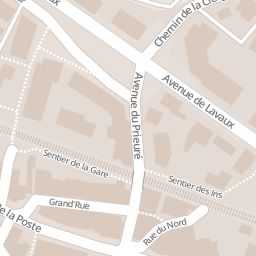 Chemin de la
Avenue de Lavaux
Avenue du Prieuré
Sentier de la Gare
Sentier des Iris
Grand'Rue
Rue du Nord
de la Poste